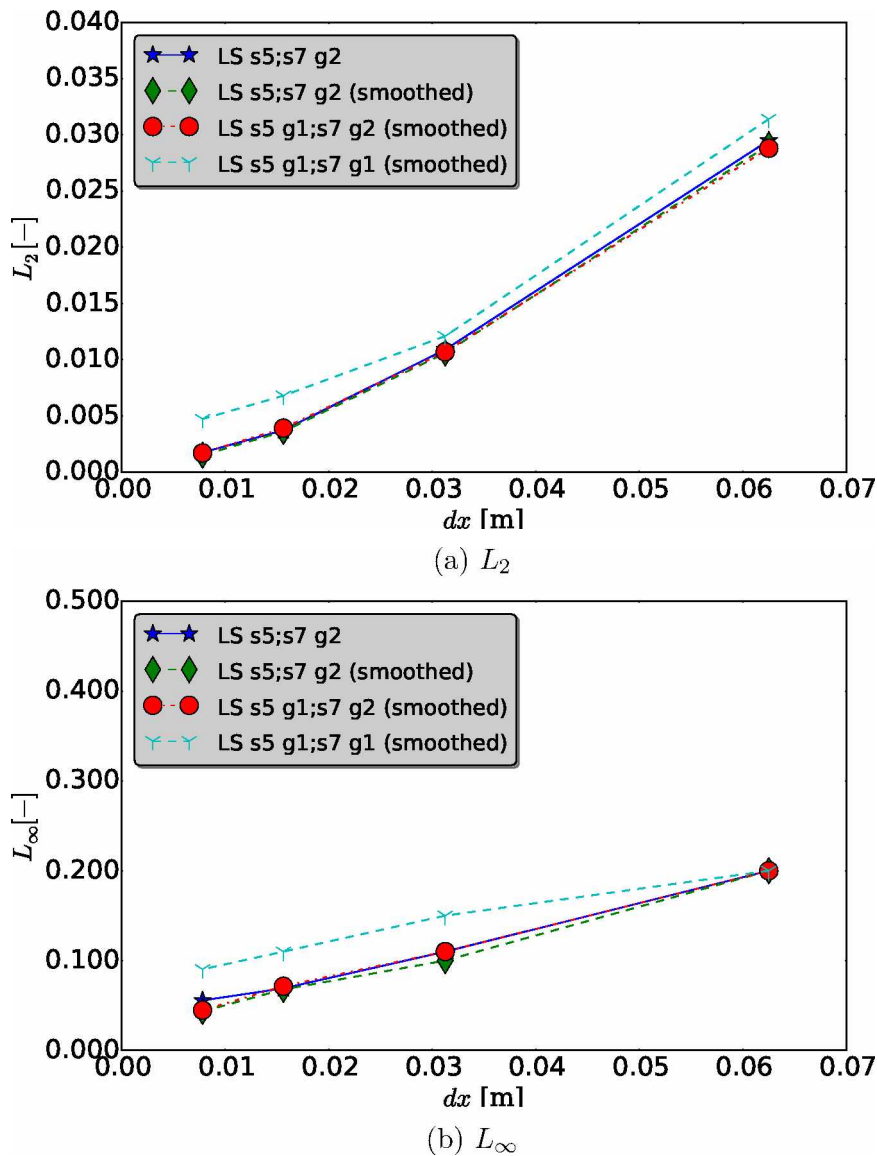 0.040
0.035
0.030
0.025
0.020
0.015
0.010
0.005
0.000
L₂[−]
LS s5;s7 g2
LS s5;s7 g2 (smoothed)
LS s5 g1;s7 g2 (smoothed)
LS s5 g1;s7 g1 (smoothed)
0.00 0.01 0.02 0.03 0.04 0.05 0.06 0.07
dx [m]
(a) L₂
0.500
0.400
0.300
0.200
0.100
0.000
L∞[−]
LS s5;s7 g2
LS s5;s7 g2 (smoothed)
LS s5 g1;s7 g2 (smoothed)
LS s5 g1;s7 g1 (smoothed)
0.00 0.01 0.02 0.03 0.04 0.05 0.06 0.07
dx [m]
(b) L∞